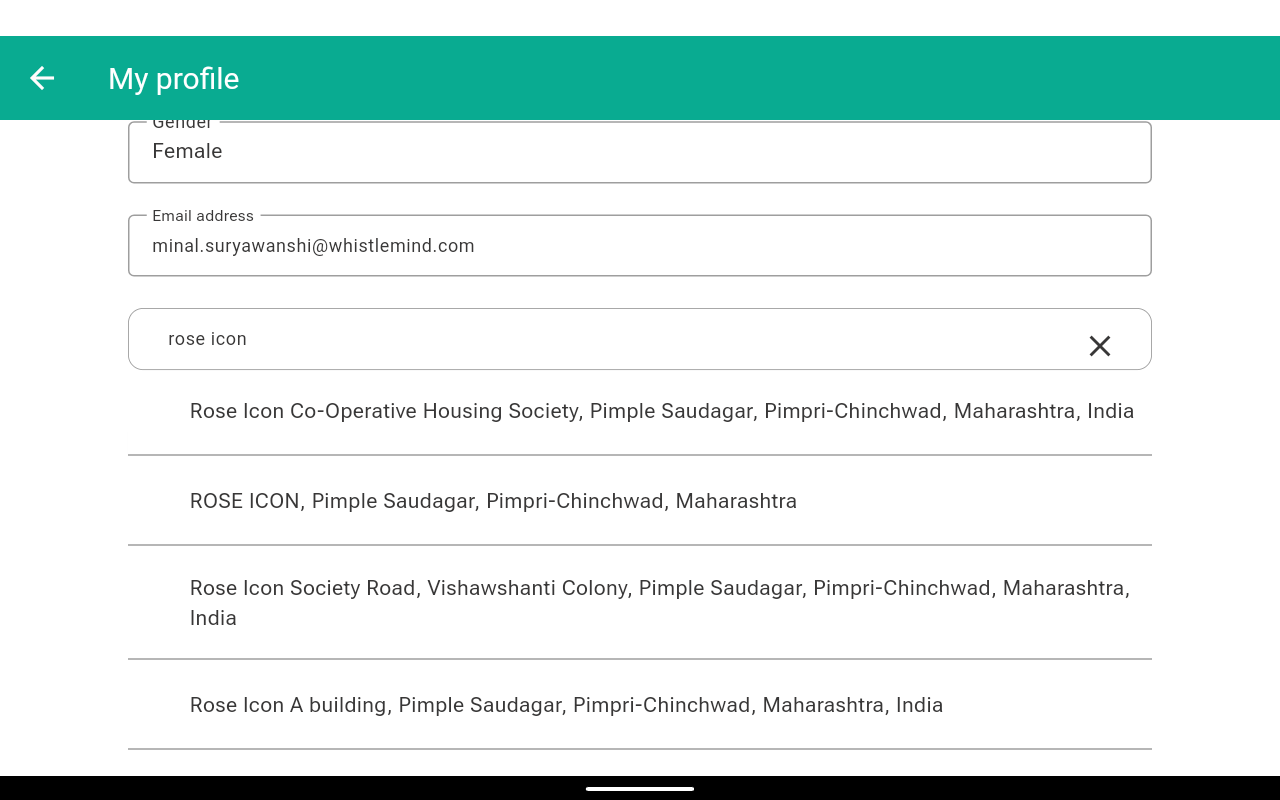 My profile
Gender
Female
Email address
minal.suryawanshi@whistlemind.com
rose icon
Rose Icon Co-Operative Housing Society, Pimple Saudagar, Pimpri-Chinchwad, Maharashtra, India
ROSE ICON, Pimple Saudagar, Pimpri-Chinchwad, Maharashtra
Rose Icon Society Road, Vishawshanti Colony, Pimple Saudagar, Pimpri-Chinchwad, Maharashtra,
India
Rose Icon A building, Pimple Saudagar, Pimpri-Chinchwad, Maharashtra, India